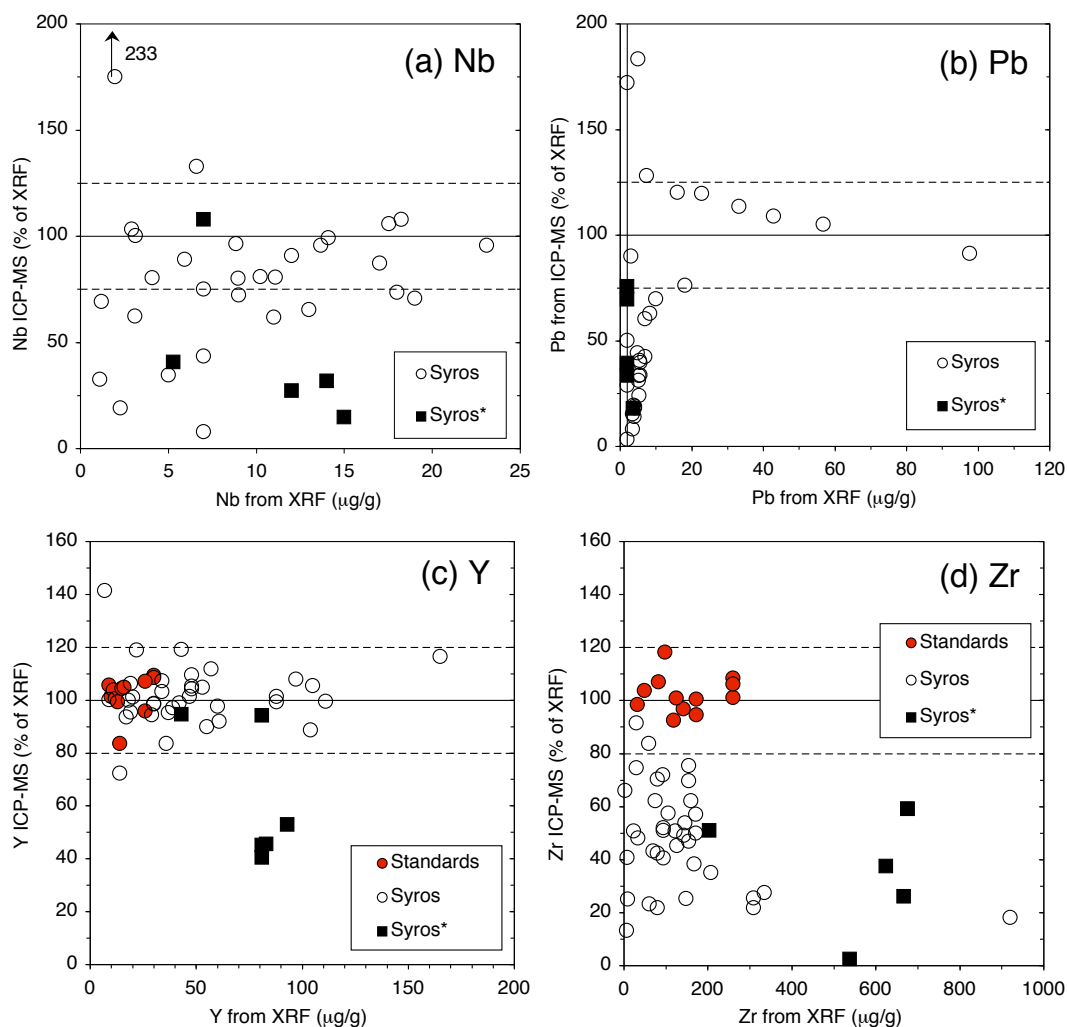 (a) Nb
233
200
150
100
50
0
Nb ICP-MS (% of XRF)
Syros
Syros*
0 5 10 15 20 25
Nb from XRF (µg/g)
(b) Pb
200
150
100
50
0
Pb from ICP-MS (% of XRF)
Syros
Syros*
0 20 40 60 80 100 120
Pb from XRF (µg/g)
(c) Y
160
140
120
100
80
60
40
20
0
Y ICP-MS (% of XRF)
Standards
Syros
Syros*
0 50 100 150 200
Y from XRF (µg/g)
(d) Zr
160
140
120
100
80
60
40
20
0
Zr ICP-MS (% of XRF)
Standards
Syros
Syros*
0 200 400 600 800 1000
Zr from XRF (µg/g)